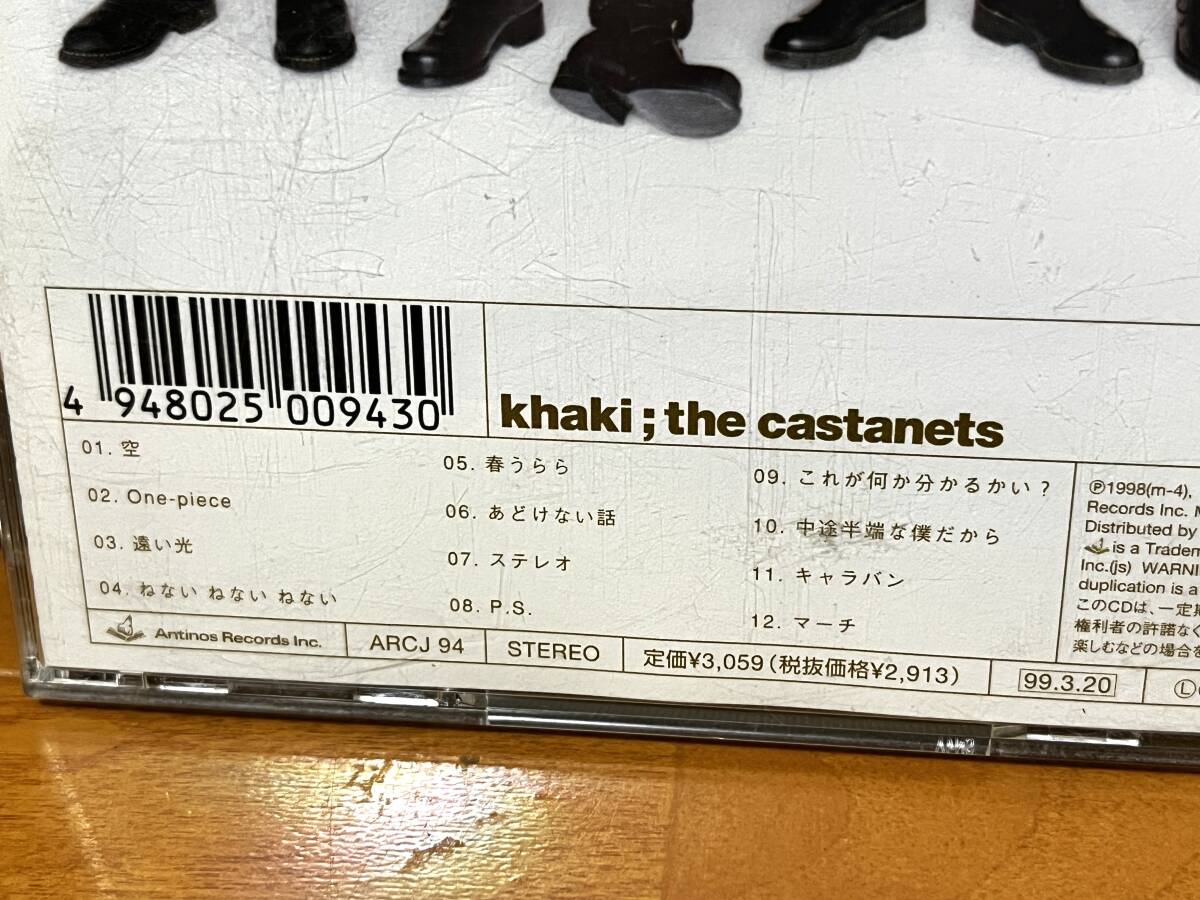 4 948025 009430
khaki ; the castanets
01. 空
02. One-piece
03. 遠い光
04. ねない ねない ねない
05. 春うらら
06. あどけない話
07. ステレオ
08. P.S.
09. これが何か分かるかい？
10. 中途半端な僕だから
11. キャラバン
12. マーチ
℗1998(m-4),
Records Inc.
Distributed by
is a Tradem
Inc.(js) WARNI
duplication is a
このCDは、一定
権利者の許諾なく
楽しむなどの場合を
Antinos Records Inc.
ARCJ 94
STEREO
定価¥3,059(税抜価格¥2,913)
99.3.20
Ⓛ